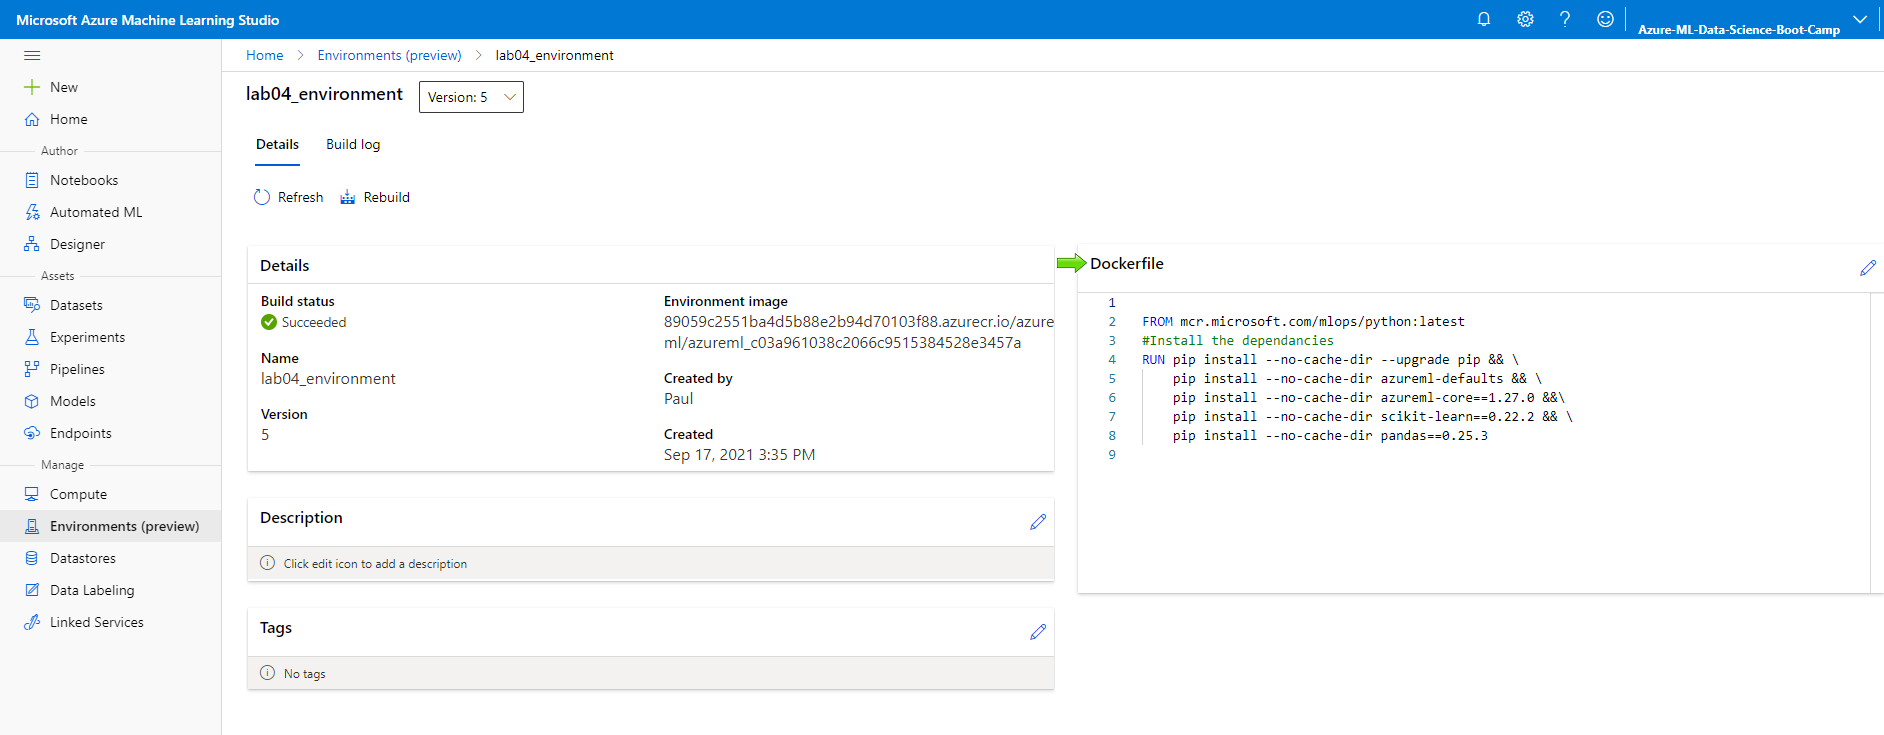 Microsoft Azure Machine Learning Studio
Azure-ML-Data-Science-Boot-Camp
New
Home
Author
Notebooks
Automated ML
Designer
Assets
Datasets
Experiments
Pipelines
Models
Endpoints
Manage
Compute
Environments (preview)
Datastores
Data Labeling
Linked Services
Home > Environments (preview) > lab04_environment
lab04_environment
Version: 5
Details
Build log
Refresh
Rebuild
Details
Build status
Succeeded
Name
lab04_environment
Version
5
Environment image
89059c2551ba4d5b88e2b94d70103f88.azurecr.io/azure
ml/azureml_c03a961038c2066c9515384528e3457a
Created by
Paul
Created
Sep 17, 2021 3:35 PM
Description
Click edit icon to add a description
Tags
No tags
Dockerfile
1
2 FROM mcr.microsoft.com/mlops/python:latest
3 #Install the dependancies
4 RUN pip install --no-cache-dir --upgrade pip && \
5 pip install --no-cache-dir azureml-defaults && \
6 pip install --no-cache-dir azureml-core==1.27.0 &&\
7 pip install --no-cache-dir scikit-learn==0.22.2 && \
8 pip install --no-cache-dir pandas==0.25.3
9